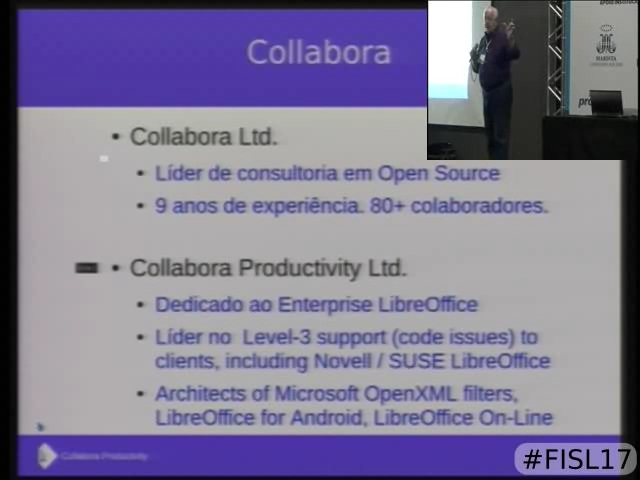 Collabora
• Collabora Ltd.
• Líder de consultoria em Open Source
• 9 anos de experiência. 80+ colaboradores.
• Collabora Productivity Ltd.
• Dedicado ao Enterprise LibreOffice
• Líder no Level-3 support (code issues) to
clients, including Novell / SUSE LibreOffice
• Architects of Microsoft OpenXML filters,
LibreOffice for Android, LibreOffice On-Line
Collabora Productivity
MARISTA
#FISL17